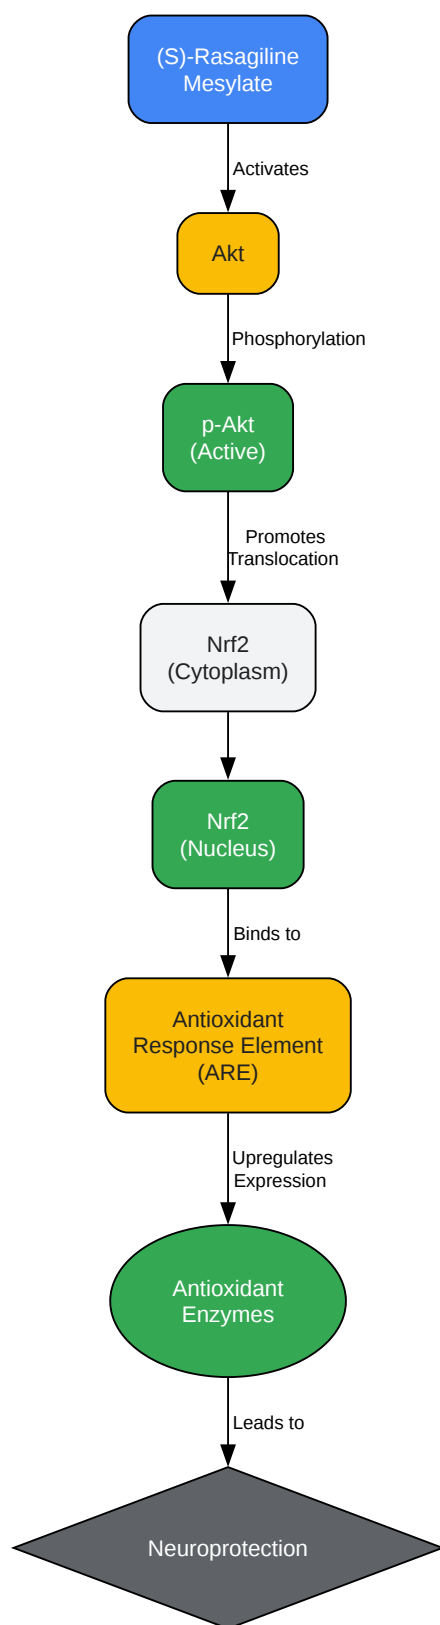 (S)-Rasagiline
Mesylate
Activates
Akt
Phosphorylation
p-Akt
(Active)
Promotes
Translocation
Nrf2
(Cytoplasm)
Nrf2
(Nucleus)
Binds to
Antioxidant
Response Element
(ARE)
Upregulates
Expression
Antioxidant
Enzymes
Leads to
Neuroprotection